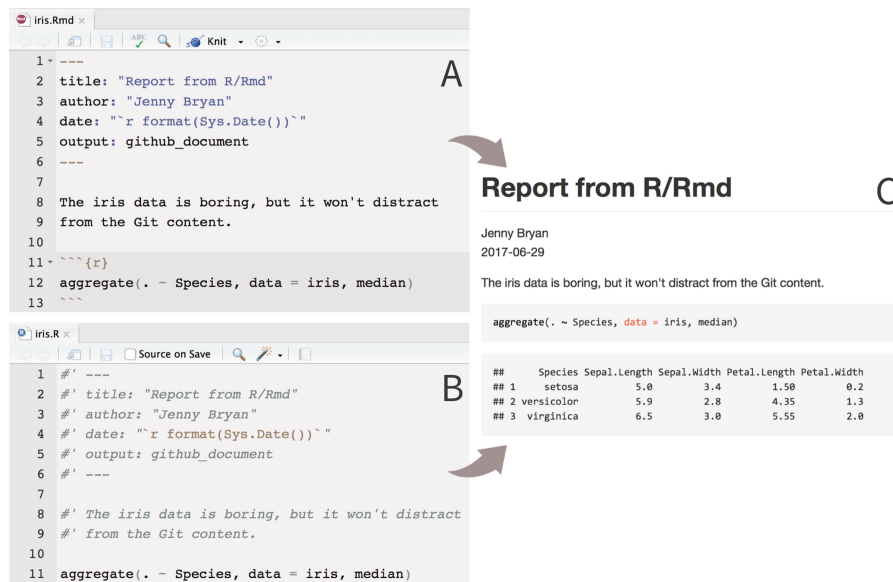 iris.Rmd ×
ABC Knit
A
1 ---
2 title: "Report from R/Rmd"
3 author: "Jenny Bryan"
4 date: "`r format(Sys.Date())`"
5 output: github_document
6 ---
7
8 The iris data is boring, but it won't distract
9 from the Git content.
10
11 ```{r}
12 aggregate(. ~ Species, data = iris, median)
13 ```
iris.R ×
Source on Save
B
1 #' ---
2 #' title: "Report from R/Rmd"
3 #' author: "Jenny Bryan"
4 #' date: "`r format(Sys.Date())`"
5 #' output: github_document
6 #' ---
7
8 #' The iris data is boring, but it won't distract
9 #' from the Git content.
10
11 aggregate(. ~ Species, data = iris, median)
Report from R/Rmd
C
Jenny Bryan
2017-06-29
The iris data is boring, but it won't distract from the Git content.
aggregate(. ~ Species, data = iris, median)
## Species Sepal.Length Sepal.Width Petal.Length Petal.Width
## 1 setosa 5.0 3.4 1.50 0.2
## 2 versicolor 5.9 2.8 4.35 1.3
## 3 virginica 6.5 3.0 5.55 2.0